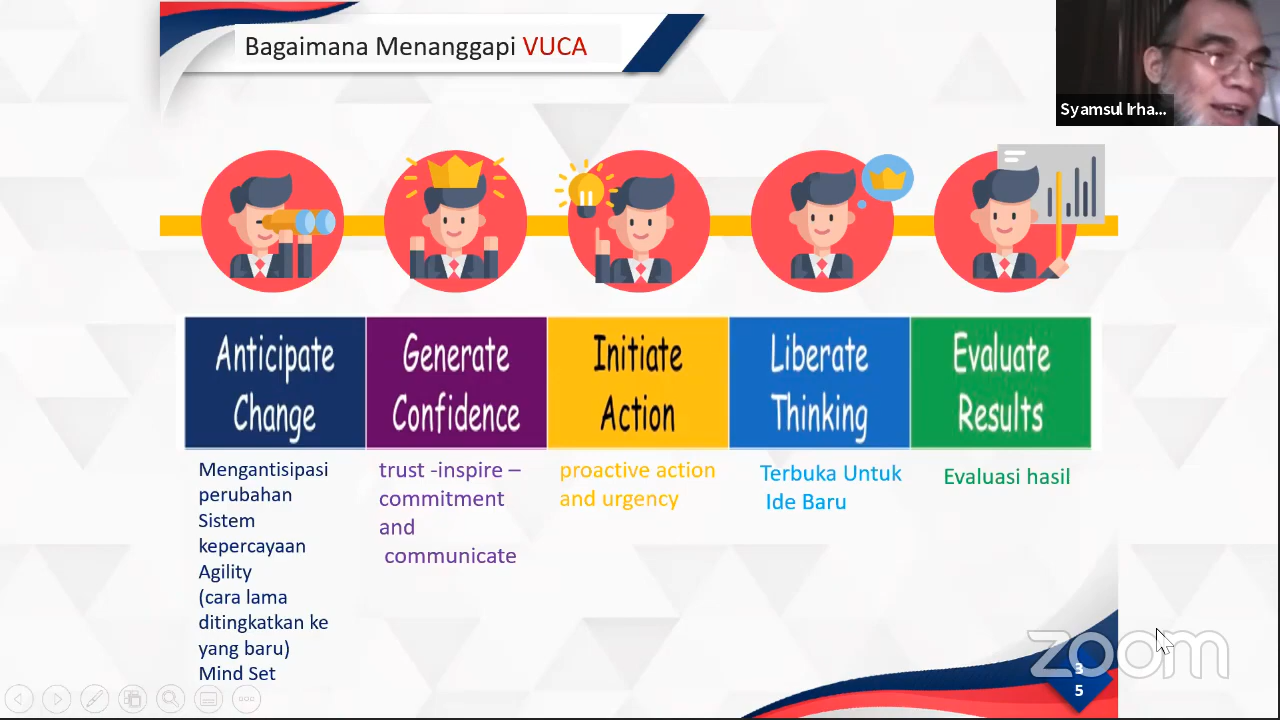 Bagaimana Menanggapi VUCA
Syamsul Irha...
Anticipate
Change
Generate
Confidence
Initiate
Action
Liberate
Thinking
Evaluate
Results
Mengantisipasi
perubahan
Sistem
kepercayaan
Agility
(cara lama
ditingkatkan ke
yang baru)
Mind Set
trust -inspire –
commitment
and
communicate
proactive action
and urgency
Terbuka Untuk
Ide Baru
Evaluasi hasil
zoom
3
5